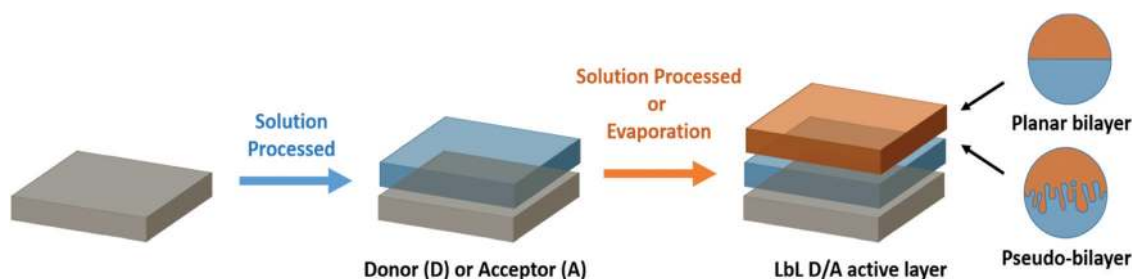 Solution
Processed
Donor (D) or Acceptor (A)
Solution Processed
or
Evaporation
LbL D/A active layer
Planar bilayer
Pseudo-bilayer